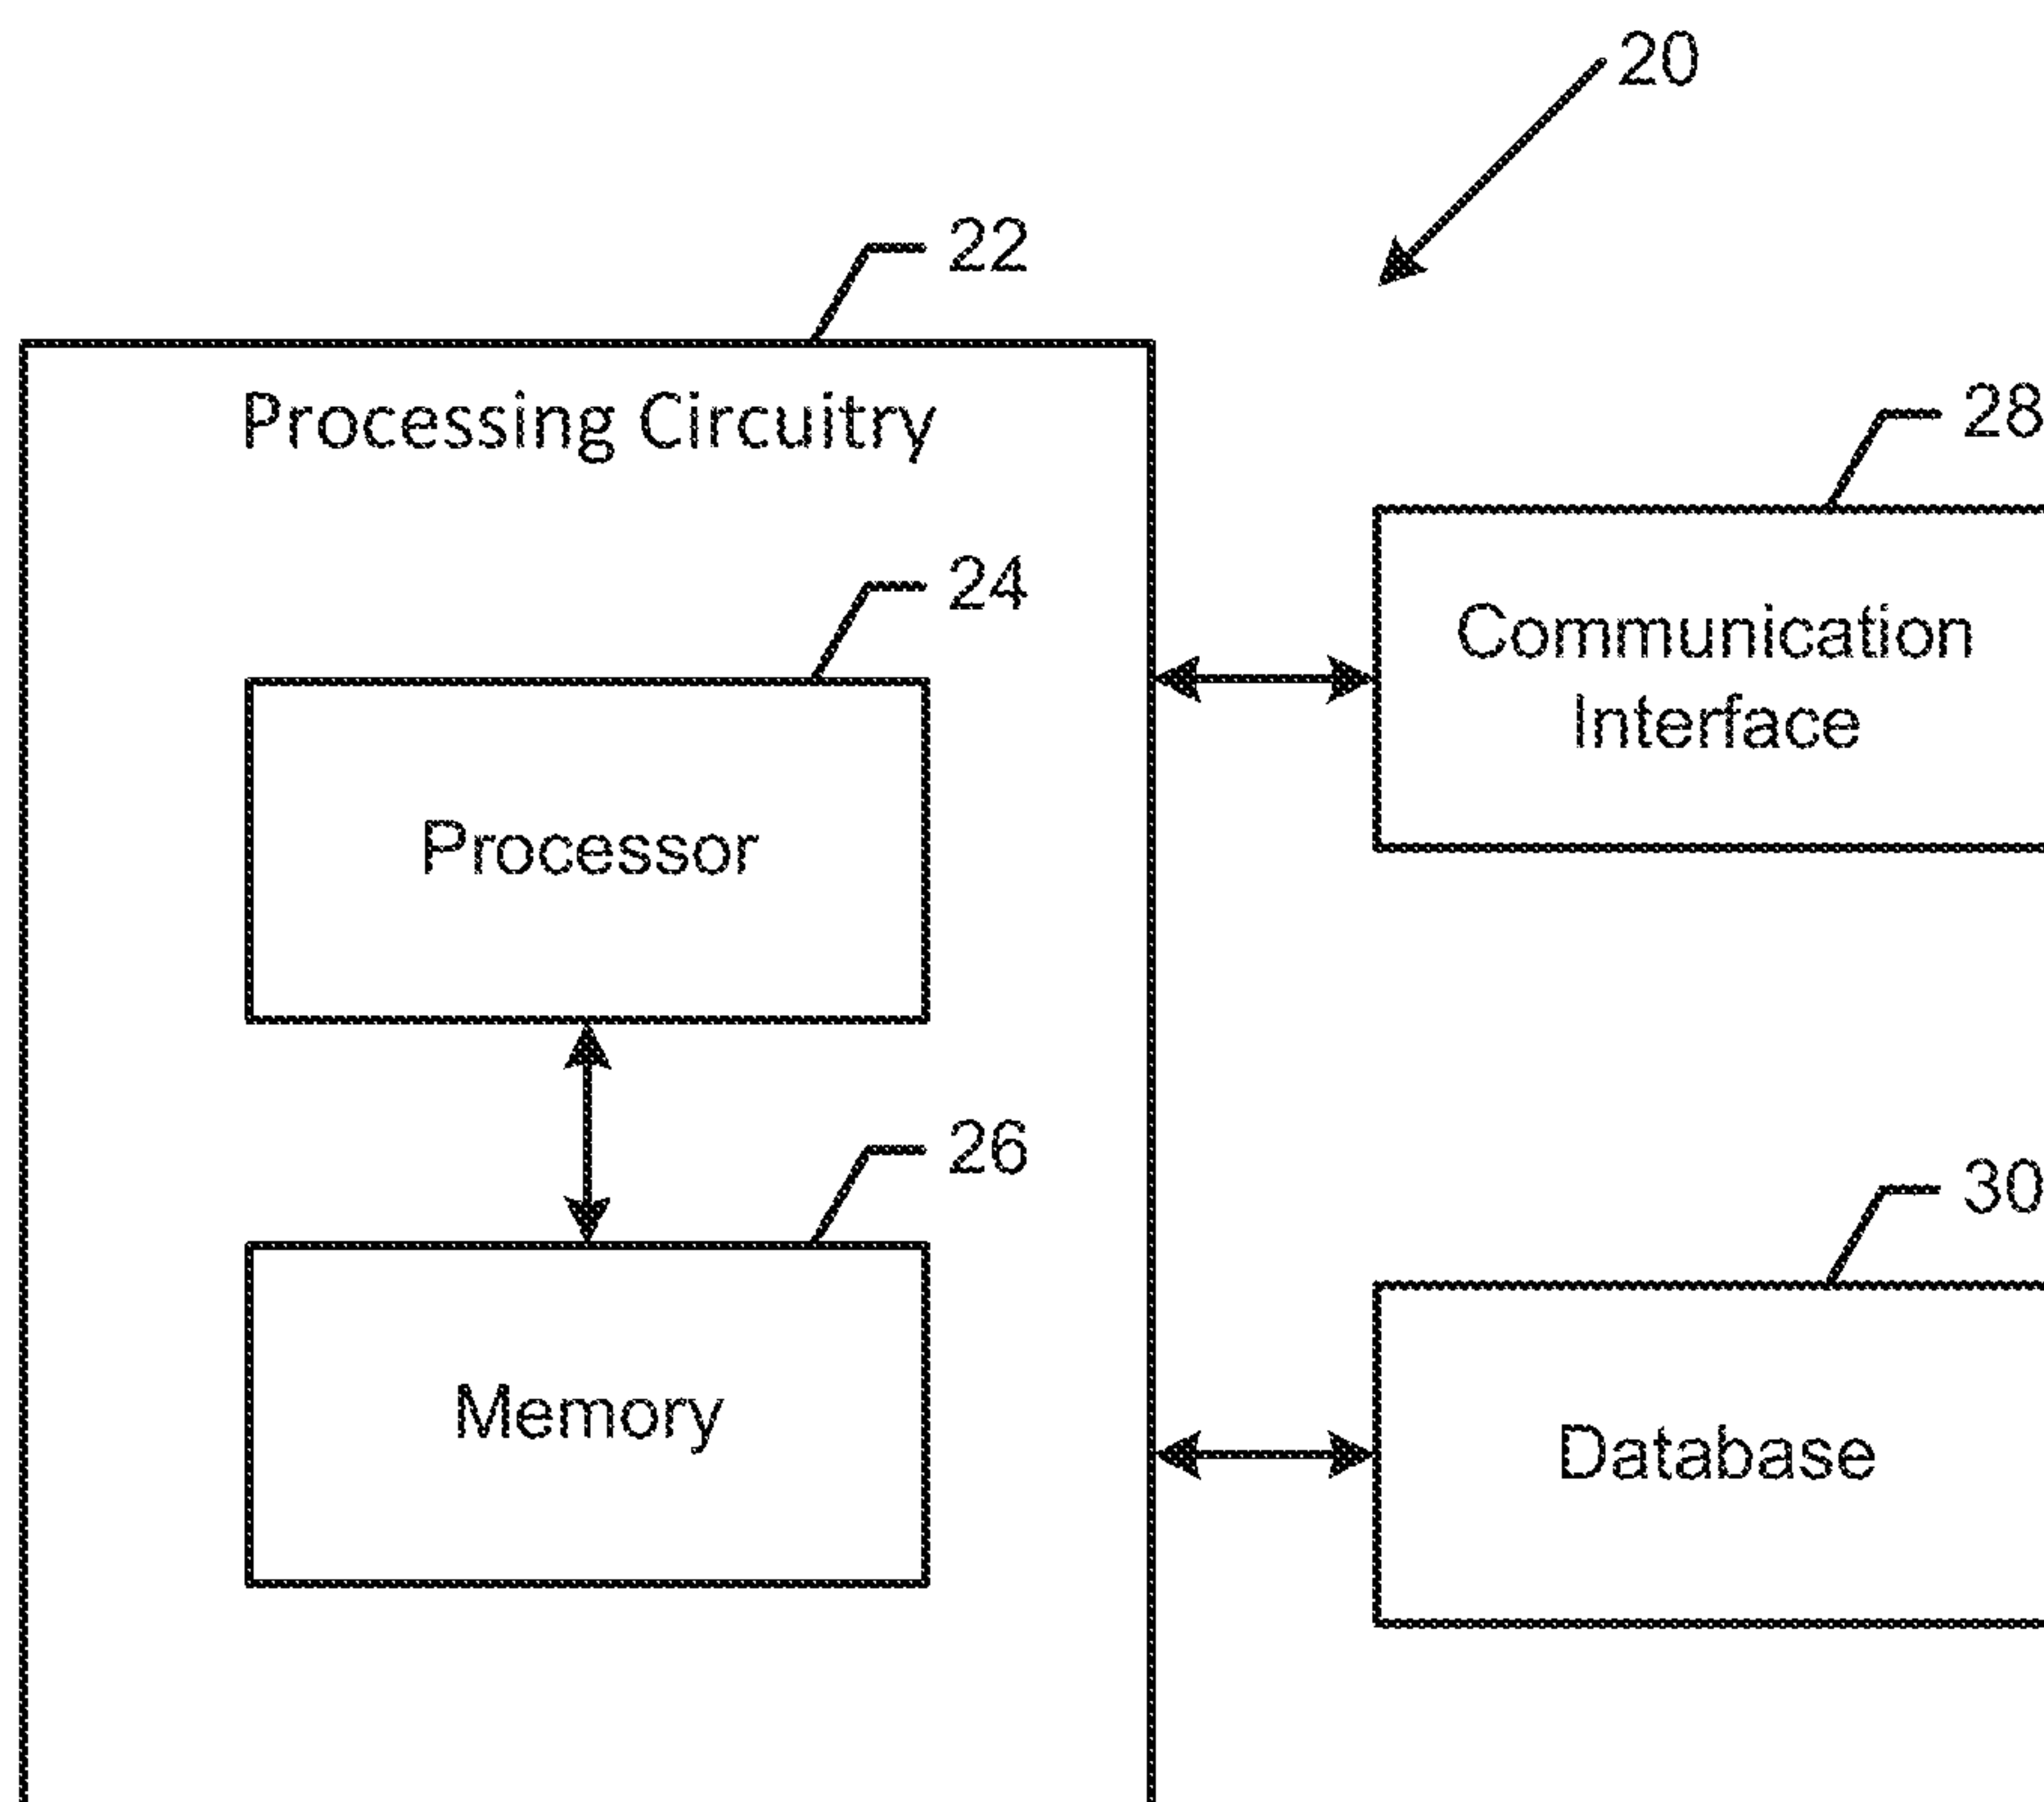 20
22
Processing Circuitry
28
24
Communication
Interface
Processor
26
30
Memory
Database